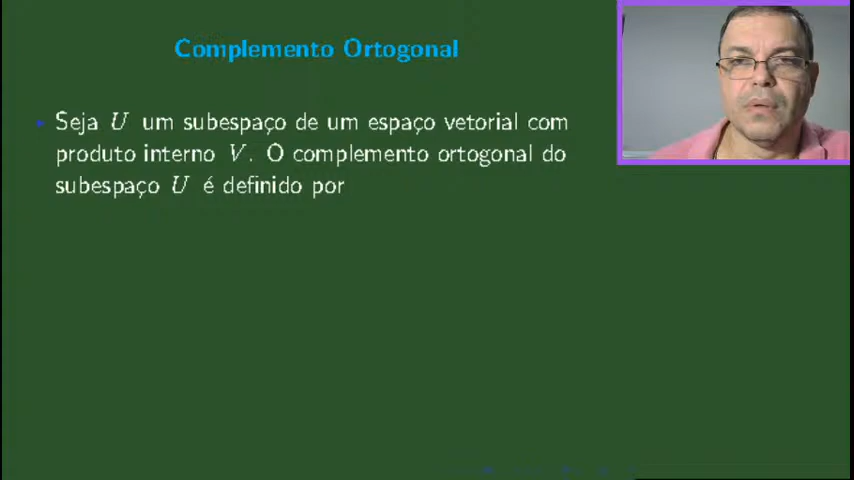 Complemento Ortogonal
Seja U um subespaço de um espaço vetorial com
produto interno V. O complemento ortogonal do
subespaço U é definido por